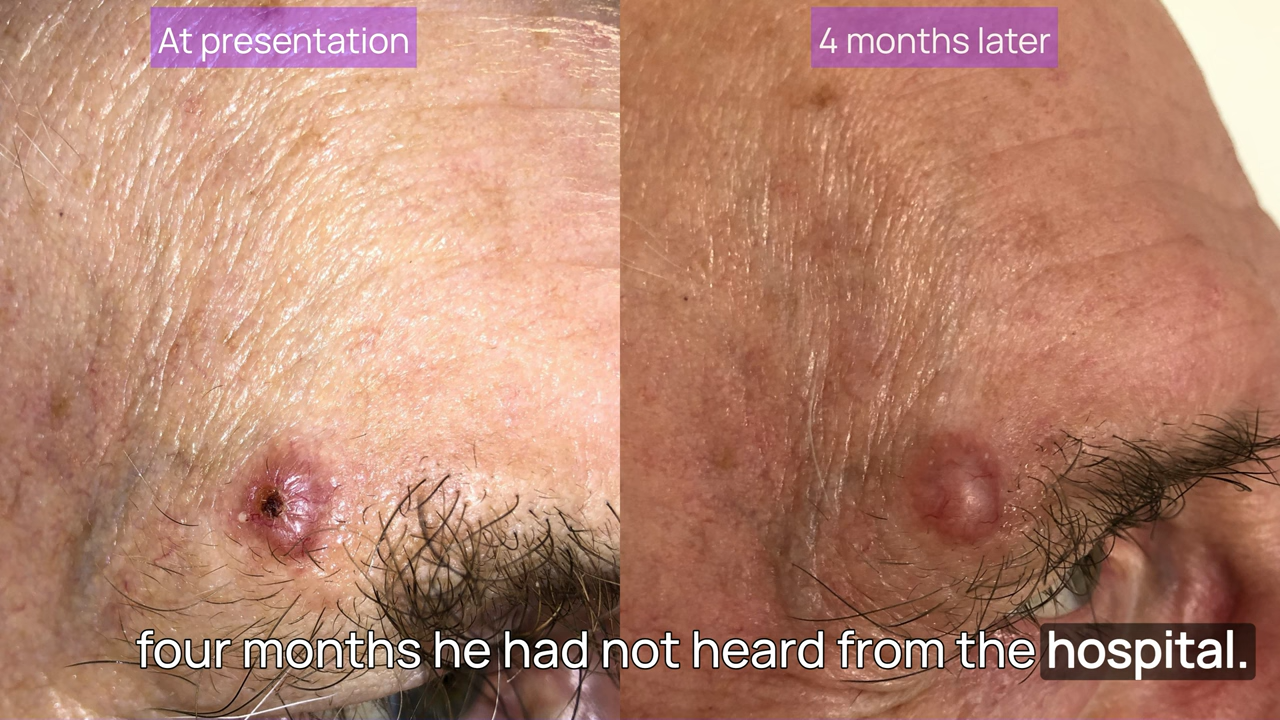 At presentation
4 months later
four months he had not heard from the hospital.